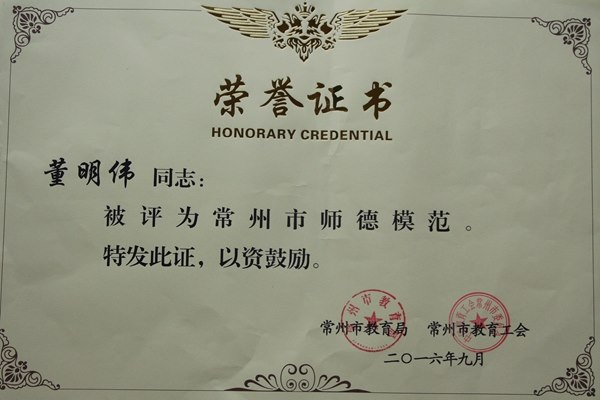 荣誉证书
HONORARY CREDENTIAL
董明伟 同志：
被评为常州市师德模范。
特发此证，以资鼓励。
常州市教育局 常州市教育工会
二〇一六年九月